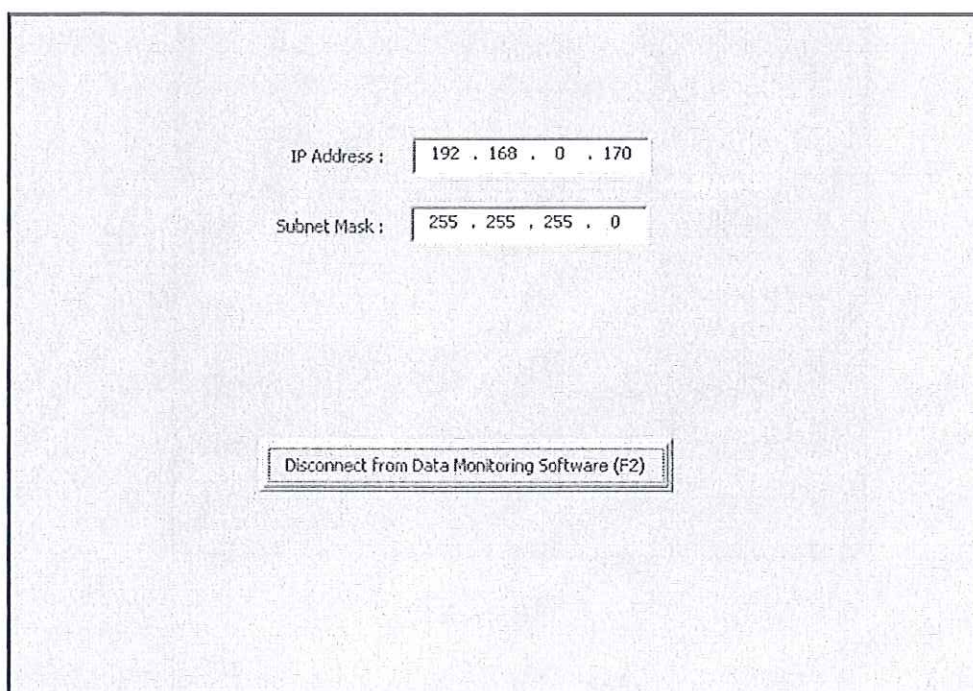 IP Address : 192 . 168 . 0 . 170
Subnet Mask : 255 . 255 . 255 . 0
Disconnect from Data Monitoring Software (F2)